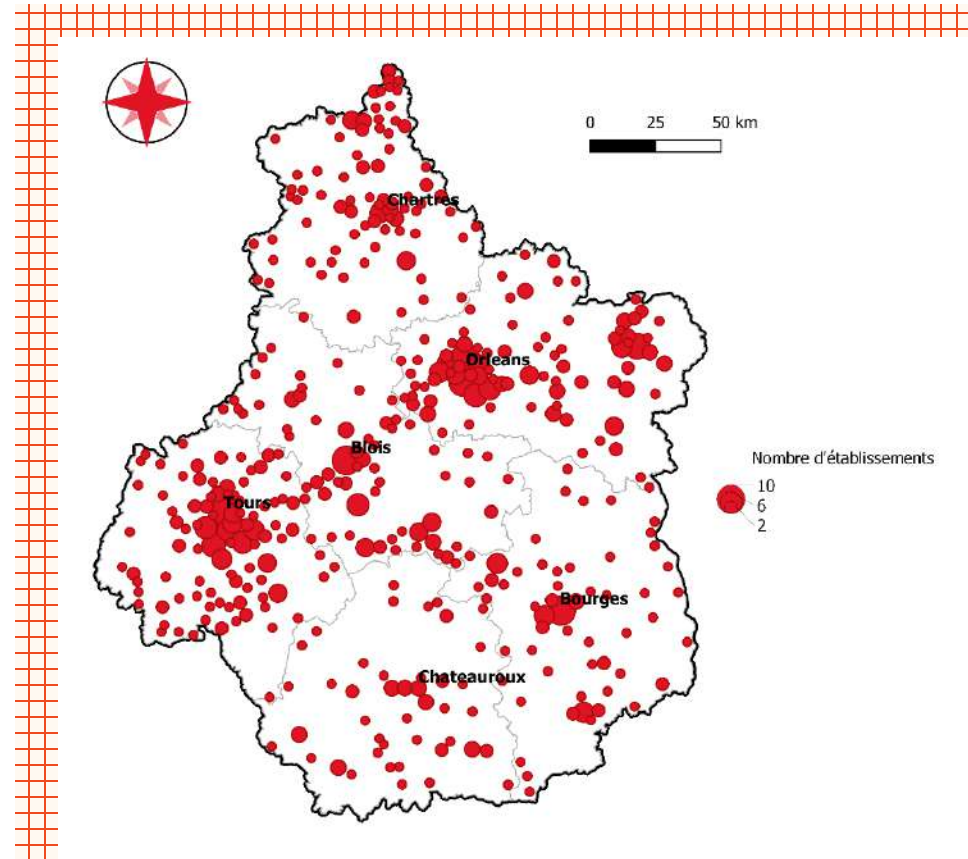 0 25 50 km
Chartres
Orleans
Blois
Nombre d'établissements
10
6
2
Tours
Bourges
Chateauroux